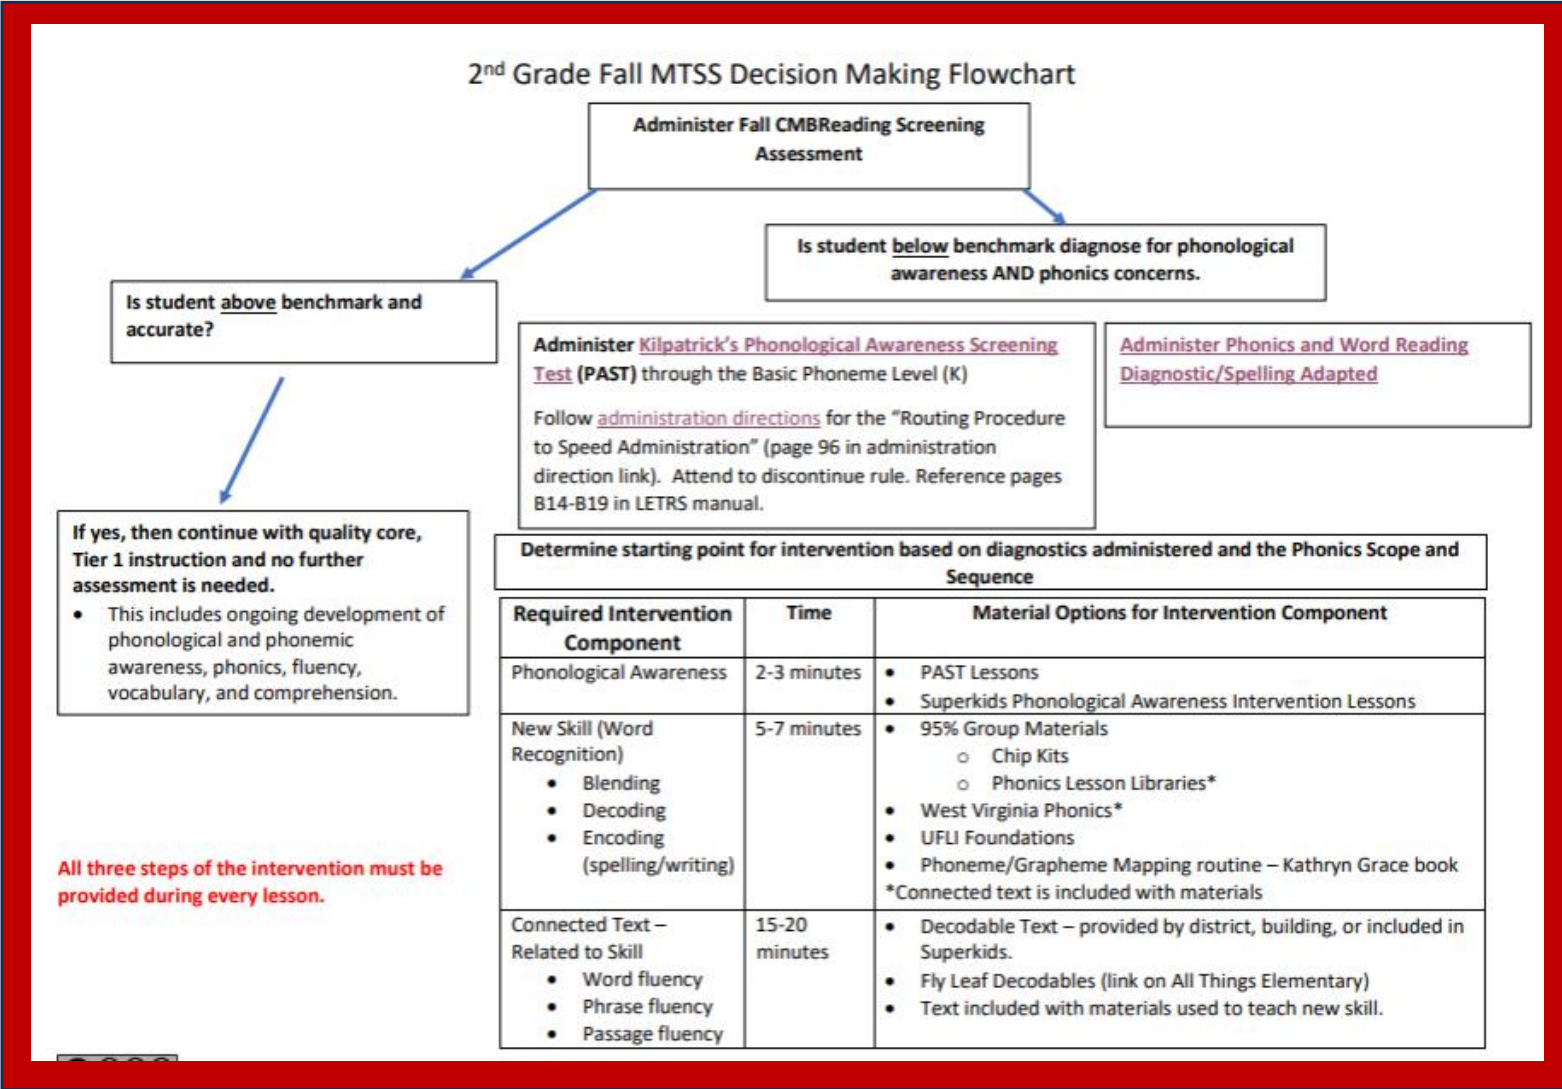 2nd Grade Fall MTSS Decision Making Flowchart
Administer Fall CMBReading Screening
Assessment
Is student below benchmark diagnose for phonological
awareness AND phonics concerns.
Is student above benchmark and
accurate?
Administer Kilpatrick's Phonological Awareness Screening
Test (PAST) through the Basic Phoneme Level (K)
Follow administration directions for the "Routing Procedure
to Speed Administration" (page 96 in administration
direction link). Attend to discontinue rule. Reference pages
B14-B19 in LETRS manual.
Administer Phonics and Word Reading
Diagnostic/Spelling Adapted
If yes, then continue with quality core,
Tier 1 instruction and no further
assessment is needed.
• This includes ongoing development of
phonological and phonemic
awareness, phonics, fluency,
vocabulary, and comprehension.
All three steps of the intervention must be
provided during every lesson.
Determine starting point for intervention based on diagnostics administered and the Phonics Scope and
Sequence
Required Intervention
Component
Time
Material Options for Intervention Component
Phonological Awareness
2-3 minutes
• PAST Lessons
• Superkids Phonological Awareness Intervention Lessons
New Skill (Word
Recognition)
• Blending
• Decoding
• Encoding
(spelling/writing)
5-7 minutes
• 95% Group Materials
o Chip Kits
o Phonics Lesson Libraries*
• West Virginia Phonics*
• UFLI Foundations
• Phoneme/Grapheme Mapping routine – Kathryn Grace book
*Connected text is included with materials
Connected Text –
Related to Skill
• Word fluency
• Phrase fluency
• Passage fluency
15-20
minutes
• Decodable Text – provided by district, building, or included in
Superkids.
• Fly Leaf Decodables (link on All Things Elementary)
• Text included with materials used to teach new skill.